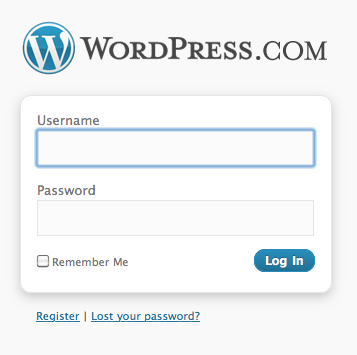 WORDPRESS.COM
Username
Password
Remember Me
Log In
Register | Lost your password?